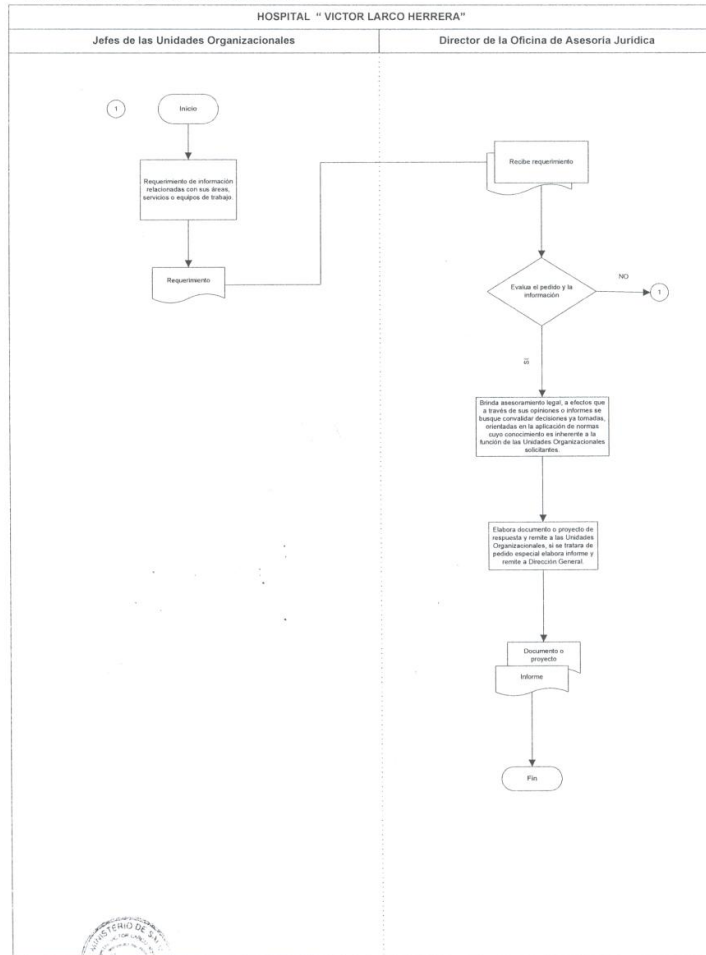 HOSPITAL " VICTOR LARCO HERRERA"
Jefes de las Unidades Organizacionales
Director de la Oficina de Asesoría Juridica
1
Inicio
Requerimiento de información
relacionadas con sus áreas,
servicios o equipos de trabajo.
Requerimiento
Recibe requerimiento
Evalua el pedido y la
información
NO
1
SI
Brinda asesoramiento legal, a efectos que
a través de sus opiniones o informes se
busque convalidar decisiones ya tomadas,
orientadas en la aplicación de normas
cuyo conocimiento es inherente a la
función de las Unidades Organizacionales
solicitantes.
Elabora documento o proyecto de
respuesta y remite a las Unidades
Organizacionales, si se tratara de
pedido especial elabora informe y
remite a Dirección General.
Documento o
proyecto
Informe
Fin
MINISTERIO DE